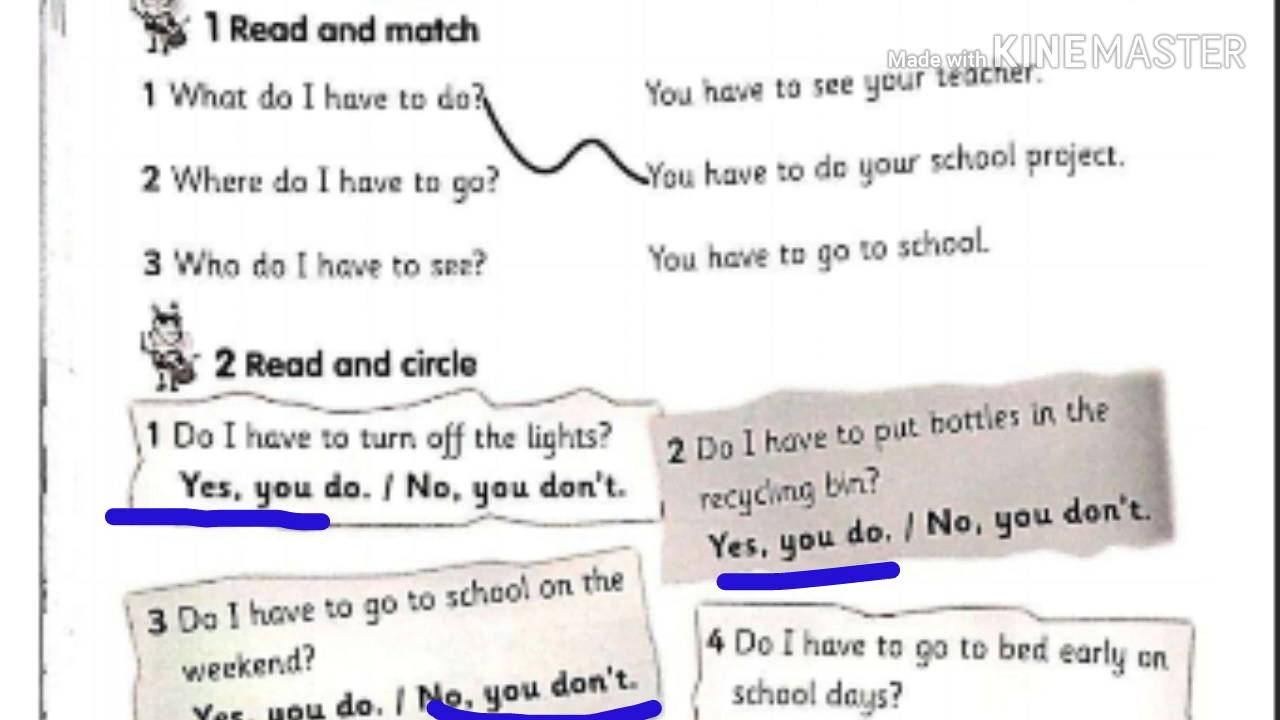 1 Read and match
Made with KINEMASTER
1 What do I have to do?
You have to see your teacher.
2 Where do I have to go?
You have to do your school project.
3 Who do I have to see?
You have to go to school.
2 Read and circle
1 Do I have to turn off the lights?
Yes, you do. / No, you don't.
2 Do I have to put bottles in the
recycling bin?
Yes, you do. / No, you don't.
3 Do I have to go to school on the
weekend?
Yes, you do. / No, you don't.
4 Do I have to go to bed early on
school days?